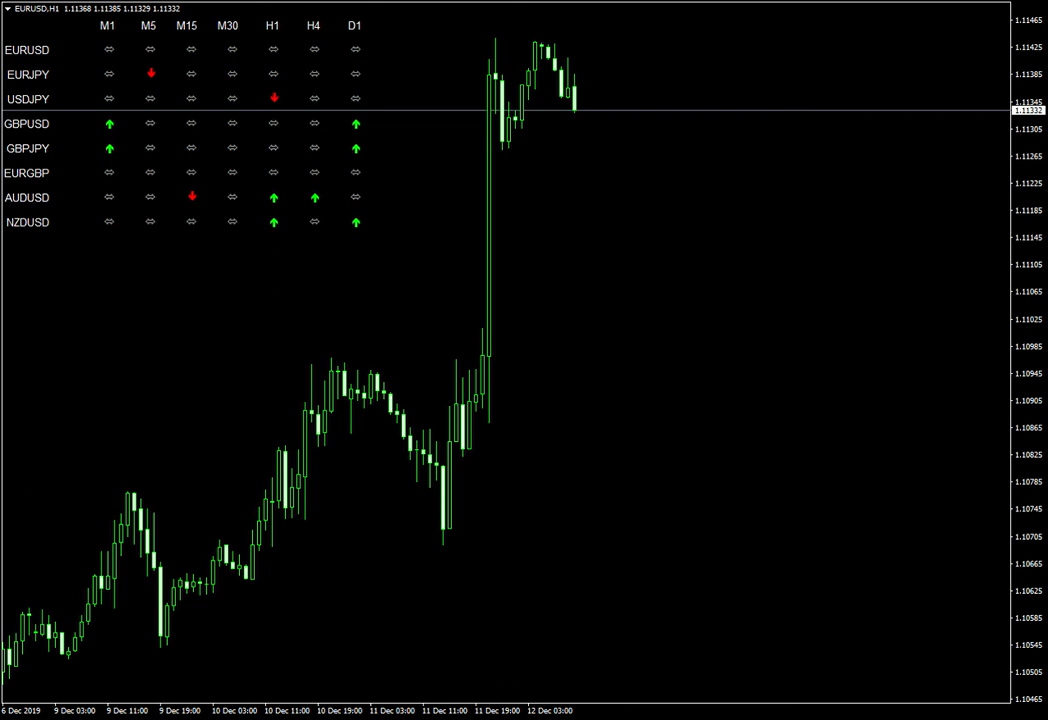 EURUSD,H1 1.11368 1.11385 1.11329 1.11332
M1 M5 M15 M30 H1 H4 D1
EURUSD
EURJPY
USDJPY
GBPUSD
GBPJPY
EURGBP
AUDUSD
NZDUSD
1.11465
1.11425
1.11385
1.11345
1.11332
1.11305
1.11265
1.11225
1.11185
1.11145
1.11105
1.11065
1.11025
1.10985
1.10945
1.10905
1.10865
1.10825
1.10785
1.10745
1.10705
1.10665
1.10625
1.10585
1.10545
1.10505
1.10465
6 Dec 2019 9 Dec 03:00 9 Dec 11:00 9 Dec 19:00 10 Dec 03:00 10 Dec 11:00 10 Dec 19:00 11 Dec 03:00 11 Dec 11:00 11 Dec 19:00 12 Dec 03:00